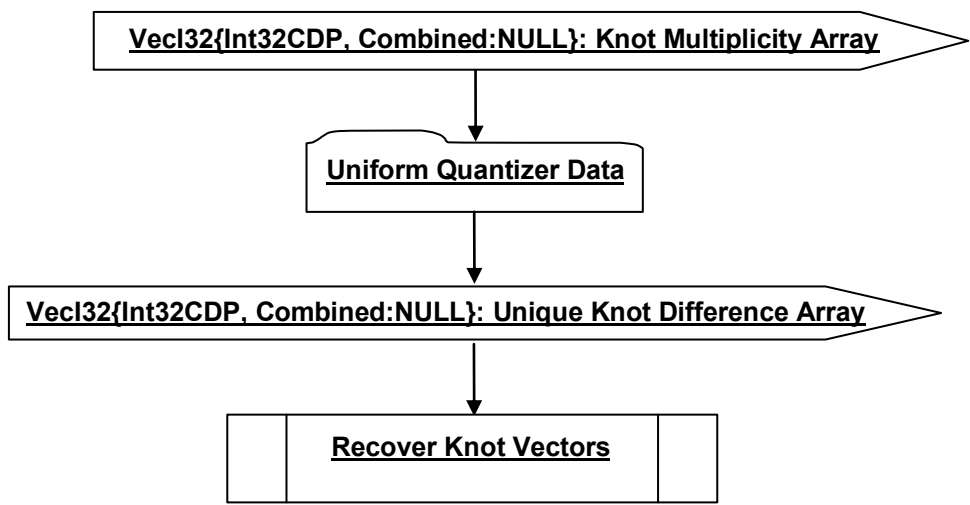 VecI32{Int32CDP, Combined:NULL}: Knot Multiplicity Array
Uniform Quantizer Data
VecI32{Int32CDP, Combined:NULL}: Unique Knot Difference Array
Recover Knot Vectors